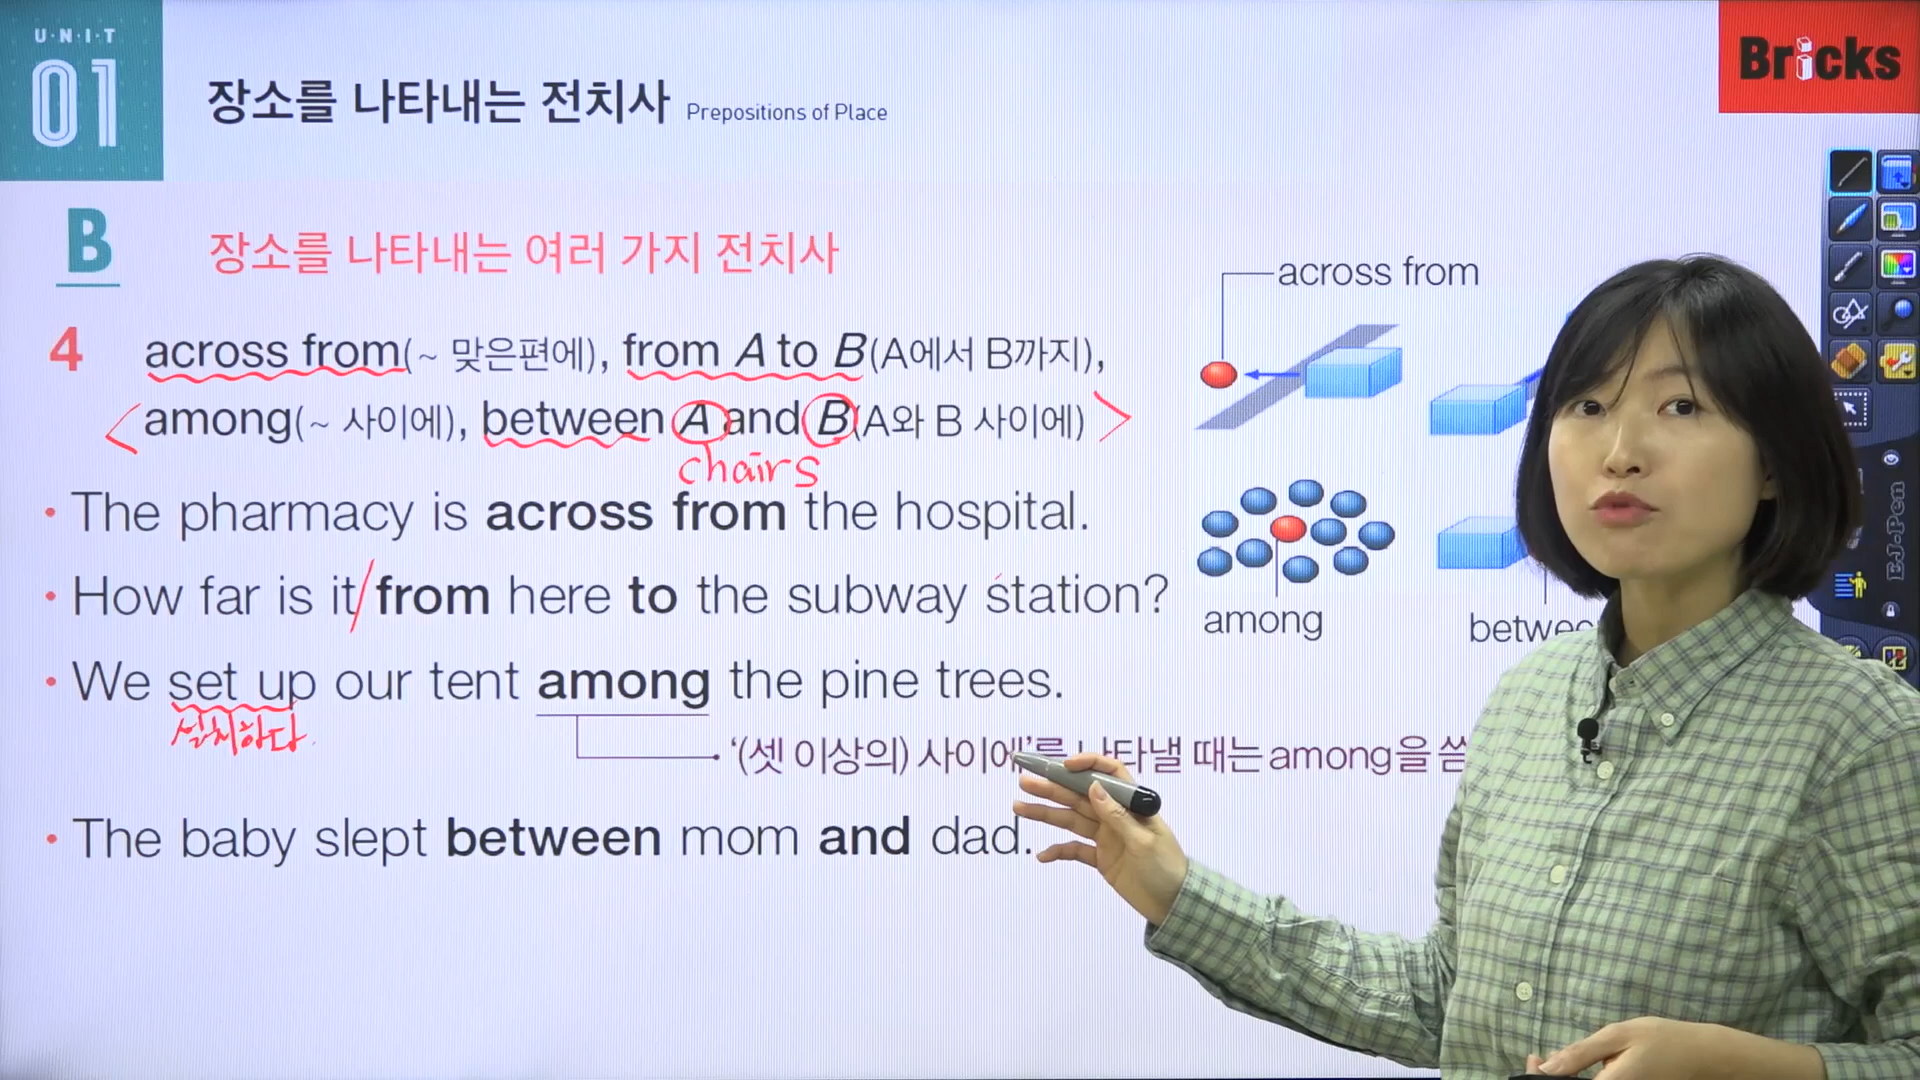 U·N·I·T
01
장소를 나타내는 전치사 Prepositions of Place
Bricks
B 장소를 나타내는 여러 가지 전치사
4 across from(~ 맞은편에), from A to B(A에서 B까지),
among(~ 사이에), between A and B(A와 B 사이에)
chairs
• The pharmacy is across from the hospital.
• How far is it/from here to the subway station?
• We set up our tent among the pine trees.
설치하다.
'(셋 이상의) 사이에'를 나타낼 때는 among을
• The baby slept between mom and dad.
across from
among
EJ-Pen